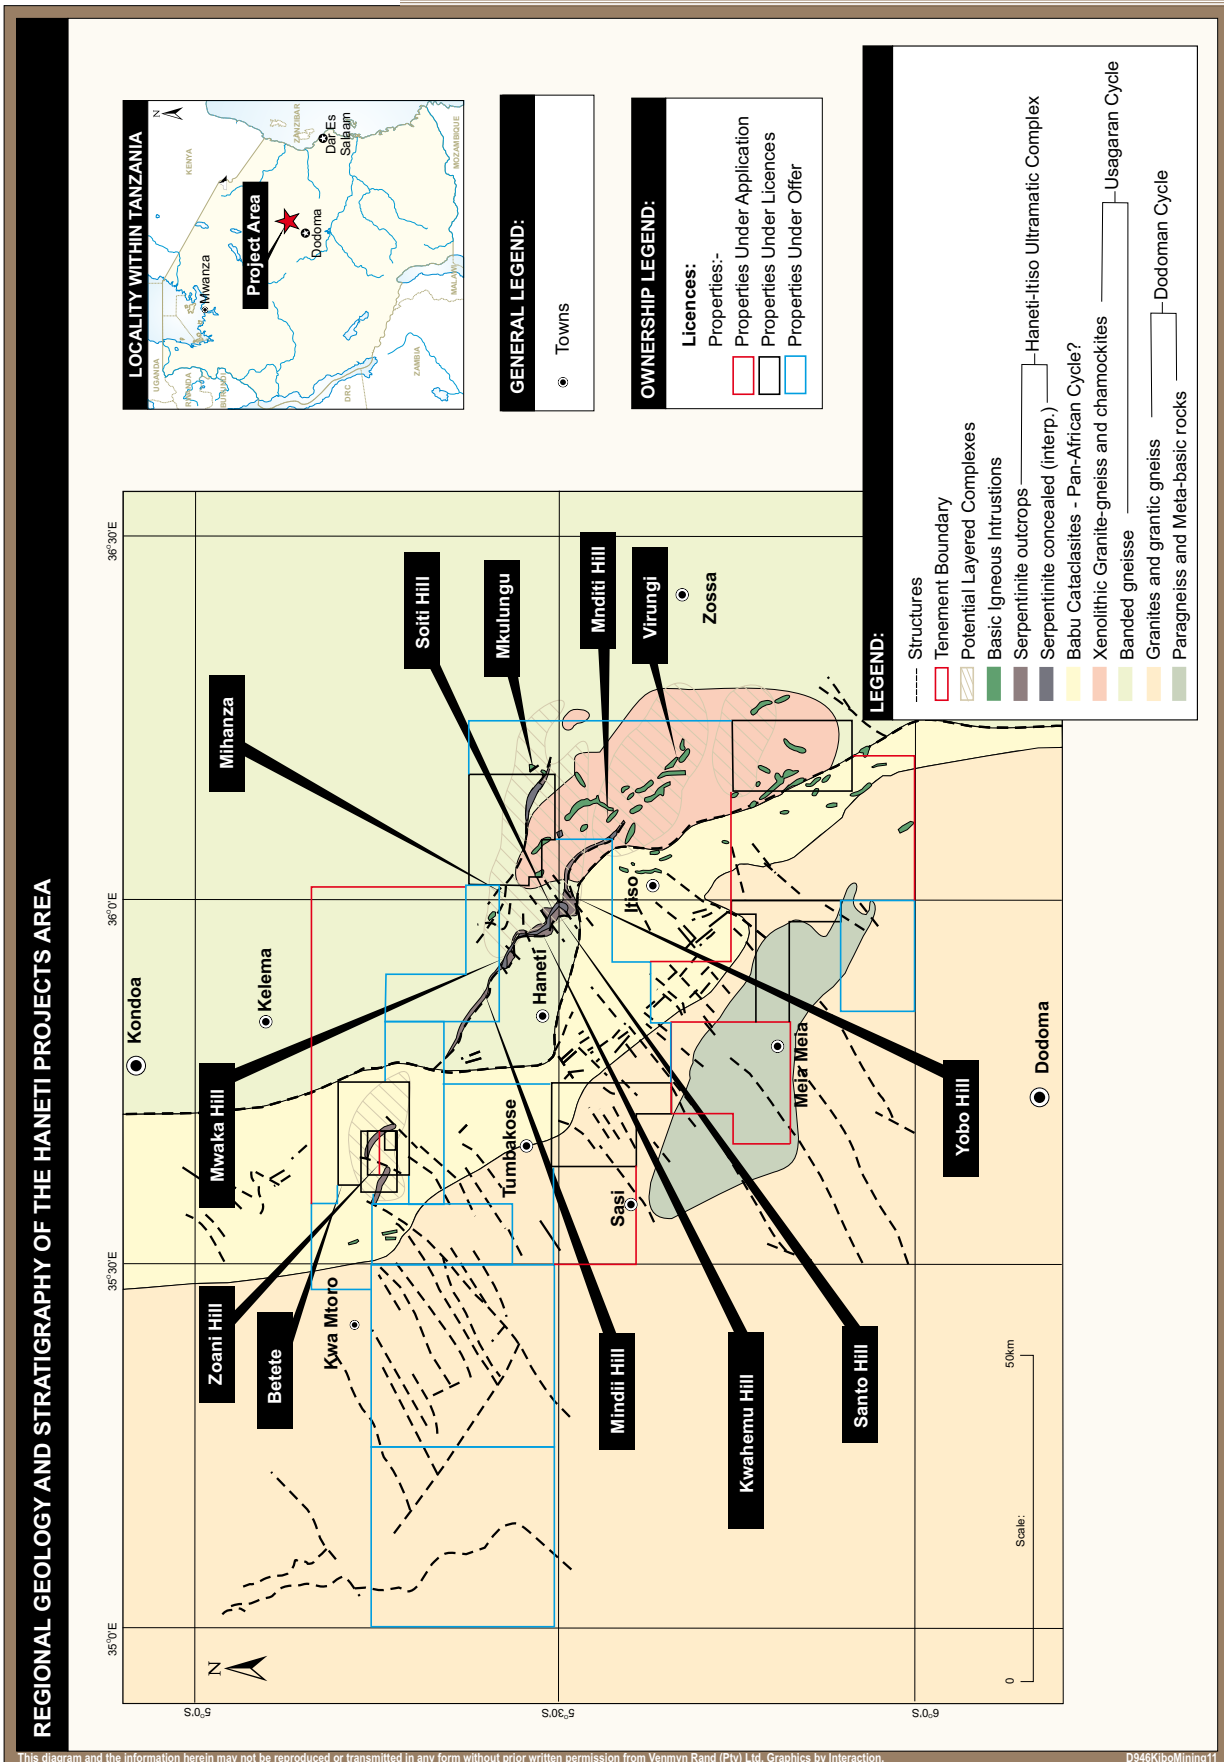 REGIONAL GEOLOGY AND STRATIGRAPHY OF THE HANETI PROJECTS AREA
LOCALITY WITHIN TANZANIA
N
UGANDA
RWANDA
BURUNDI
KENYA
Mwanza
Project Area
Dodoma
ZANZIBAR
Dar Es
Salaam
DRC
ZAMBIA
MALAWI
MOZAMBIQUE
GENERAL LEGEND:
Towns
OWNERSHIP LEGEND:
Licences:
Properties:-
Properties Under Application
Properties Under Licences
Properties Under Offer
LEGEND:
Structures
Tenement Boundary
Potential Layered Complexes
Basic Igneous Intrustions
Serpentinite outcrops
Haneti-Itiso Ultramatic Complex
Serpentinite concealed (interp.)
Babu Cataclasites - Pan-African Cycle?
Xenolithic Granite-gneiss and chamockites
Usagaran Cycle
Banded gneisse
Granites and grantic gneiss
Dodoman Cycle
Paragneiss and Meta-basic rocks
35°0'E
35°30'E
36°0'E
36°30'E
5°0'S
5°30'S
6°0'S
N
Kondoa
Kelema
Mihanza
Soiti Hill
Mkulungu
Mnditi Hill
Virungi
Zossa
Mwaka Hill
Haneti
Itiso
Zoani Hill
Betete
Kwa Mtoro
Tumbakose
Sasi
Meia Meia
Dodoma
Yobo Hill
Mindii Hill
Kwahemu Hill
Santo Hill
Scale:
0
50km
This diagram and the information herein may not be reproduced or transmitted in any form without prior written permission from Venmyn Rand (Pty) Ltd. Graphics by Interaction.